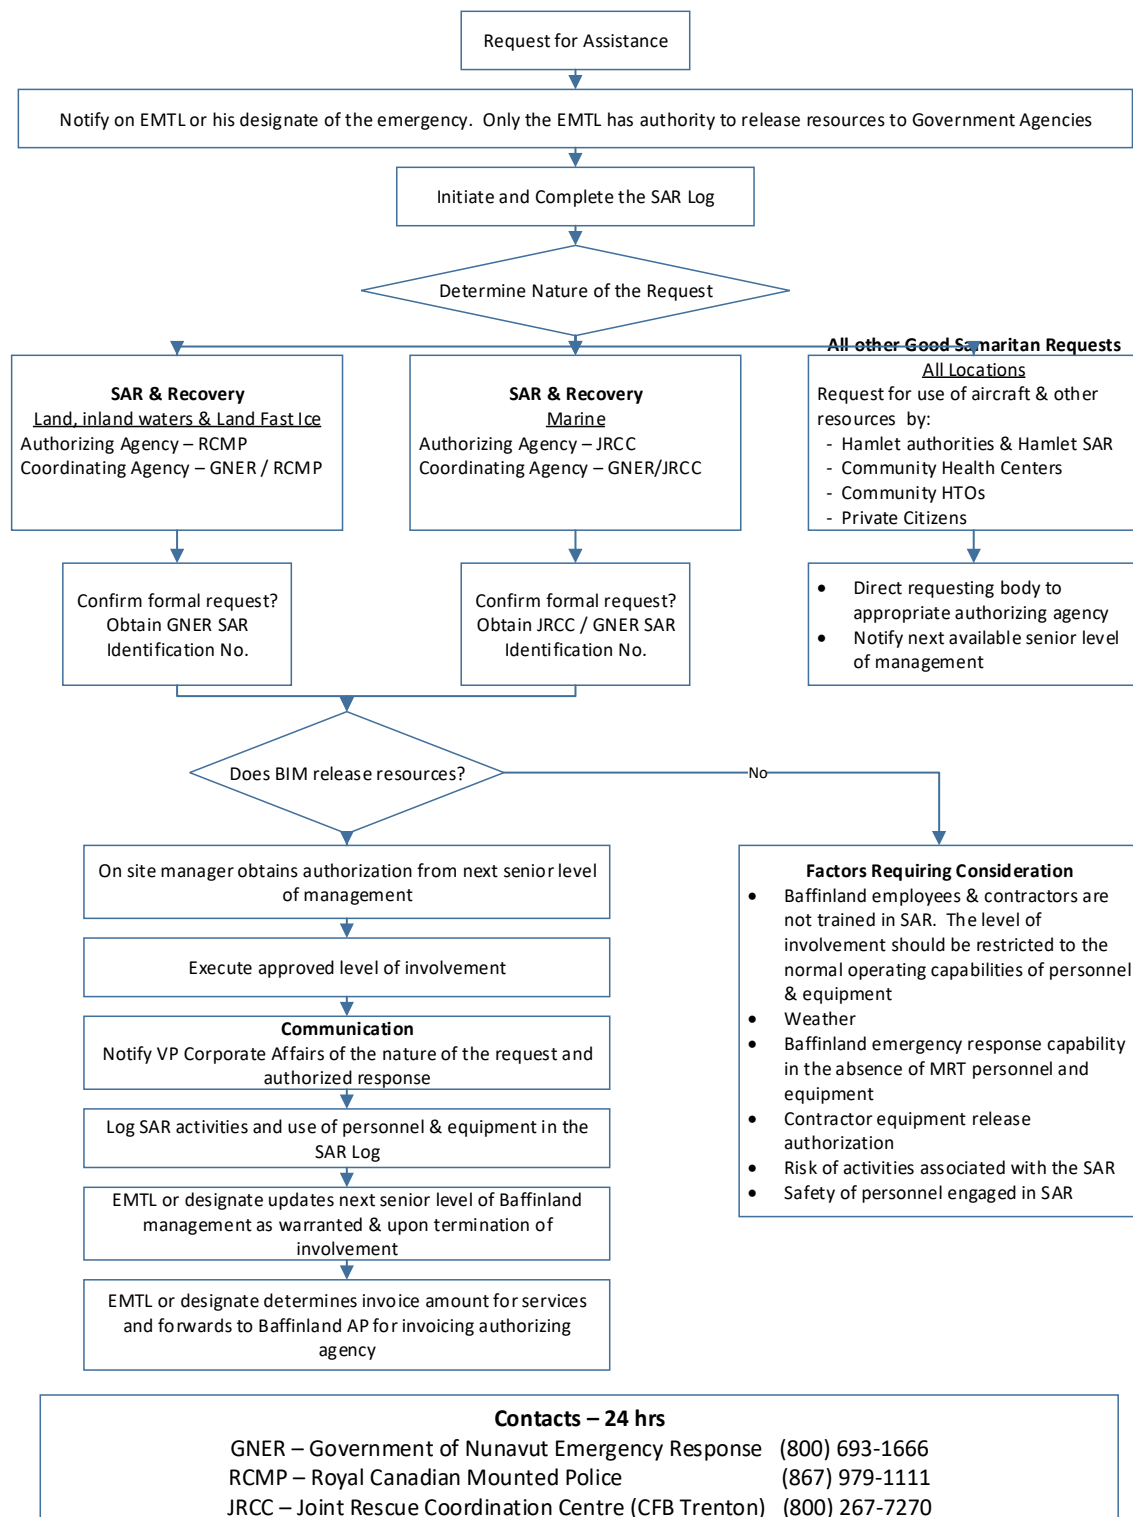 Request for Assistance
Notify on EMTL or his designate of the emergency. Only the EMTL has authority to release resources to Government Agencies
Initiate and Complete the SAR Log
Determine Nature of the Request
SAR & Recovery
Land, inland waters & Land Fast Ice
Authorizing Agency – RCMP
Coordinating Agency – GNER / RCMP
SAR & Recovery
Marine
Authorizing Agency – JRCC
Coordinating Agency – GNER/JRCC
All other Good Samaritan Requests
All Locations
Request for use of aircraft & other
resources by:
- Hamlet authorities & Hamlet SAR
- Community Health Centers
- Community HTOs
- Private Citizens
Confirm formal request?
Obtain GNER SAR
Identification No.
Confirm formal request?
Obtain JRCC / GNER SAR
Identification No.
• Direct requesting body to
appropriate authorizing agency
• Notify next available senior level
of management
Does BIM release resources?
No
On site manager obtains authorization from next senior level
of management
Execute approved level of involvement
Communication
Notify VP Corporate Affairs of the nature of the request and
authorized response
Log SAR activities and use of personnel & equipment in the
SAR Log
EMTL or designate updates next senior level of Baffinland
management as warranted & upon termination of
involvement
EMTL or designate determines invoice amount for services
and forwards to Baffinland AP for invoicing authorizing
agency
Factors Requiring Consideration
• Baffinland employees & contractors are
not trained in SAR. The level of
involvement should be restricted to the
normal operating capabilities of personnel
& equipment
• Weather
• Baffinland emergency response capability
in the absence of MRT personnel and
equipment
• Contractor equipment release
authorization
• Risk of activities associated with the SAR
• Safety of personnel engaged in SAR
Contacts – 24 hrs
GNER – Government of Nunavut Emergency Response (800) 693-1666
RCMP – Royal Canadian Mounted Police (867) 979-1111
JRCC – Joint Rescue Coordination Centre (CFB Trenton) (800) 267-7270